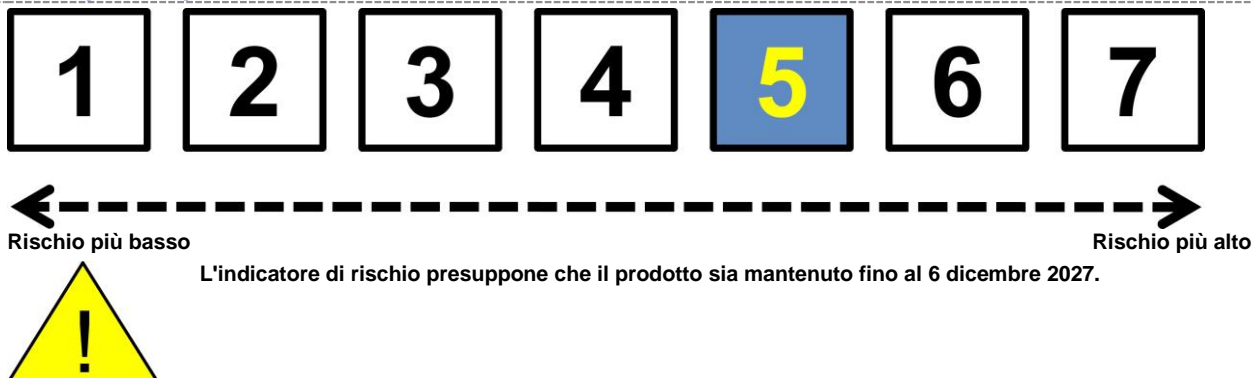 1 2 3 4 5 6 7
Rischio più basso Rischio più alto
L'indicatore di rischio presuppone che il prodotto sia mantenuto fino al 6 dicembre 2027.
!